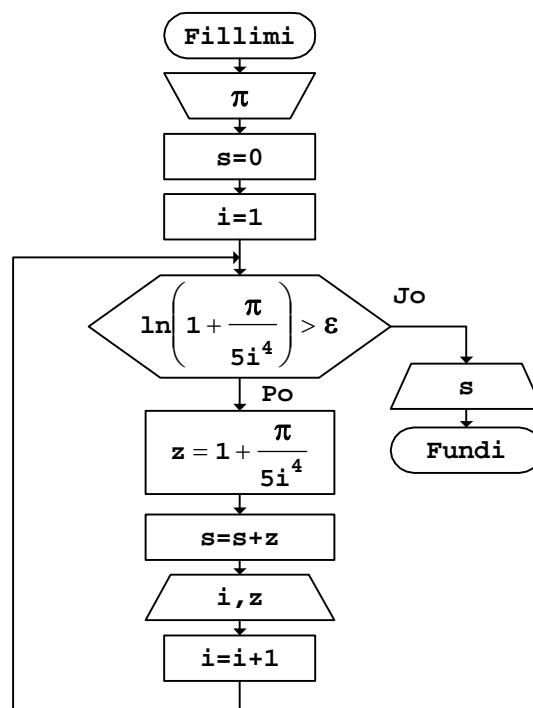 Fillimi
π
s=0
i=1
ln(1 + π/(5i⁴)) > ε
Jo
s
Fundi
Po
z = 1 + π/(5i⁴)
s=s+z
i,z
i=i+1